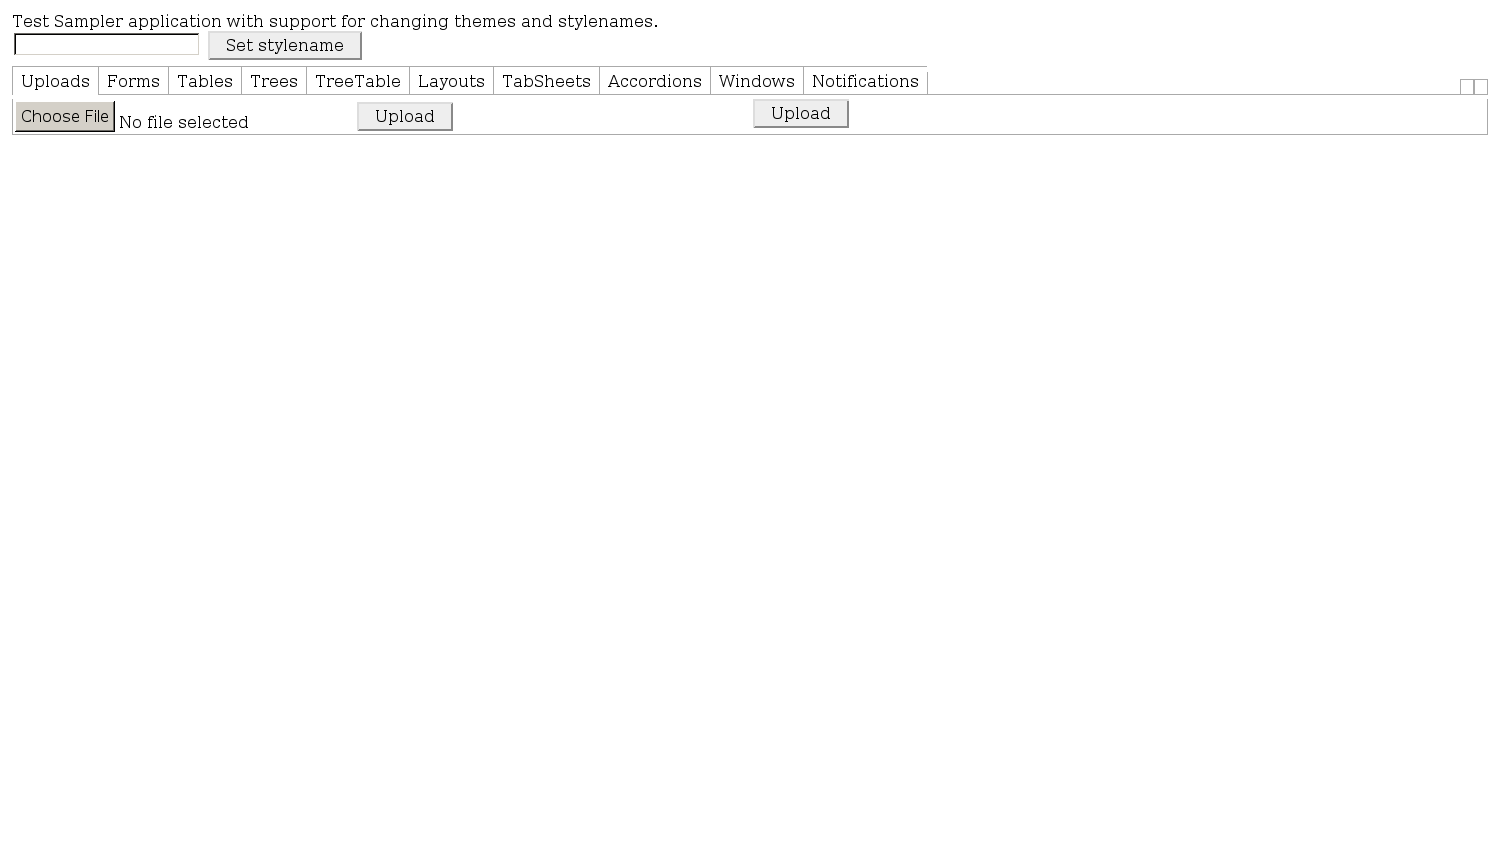 Test Sampler application with support for changing themes and stylenames.
Set stylename
Uploads Forms Tables Trees TreeTable Layouts TabSheets Accordions Windows Notifications
Choose File No file selected Upload Upload